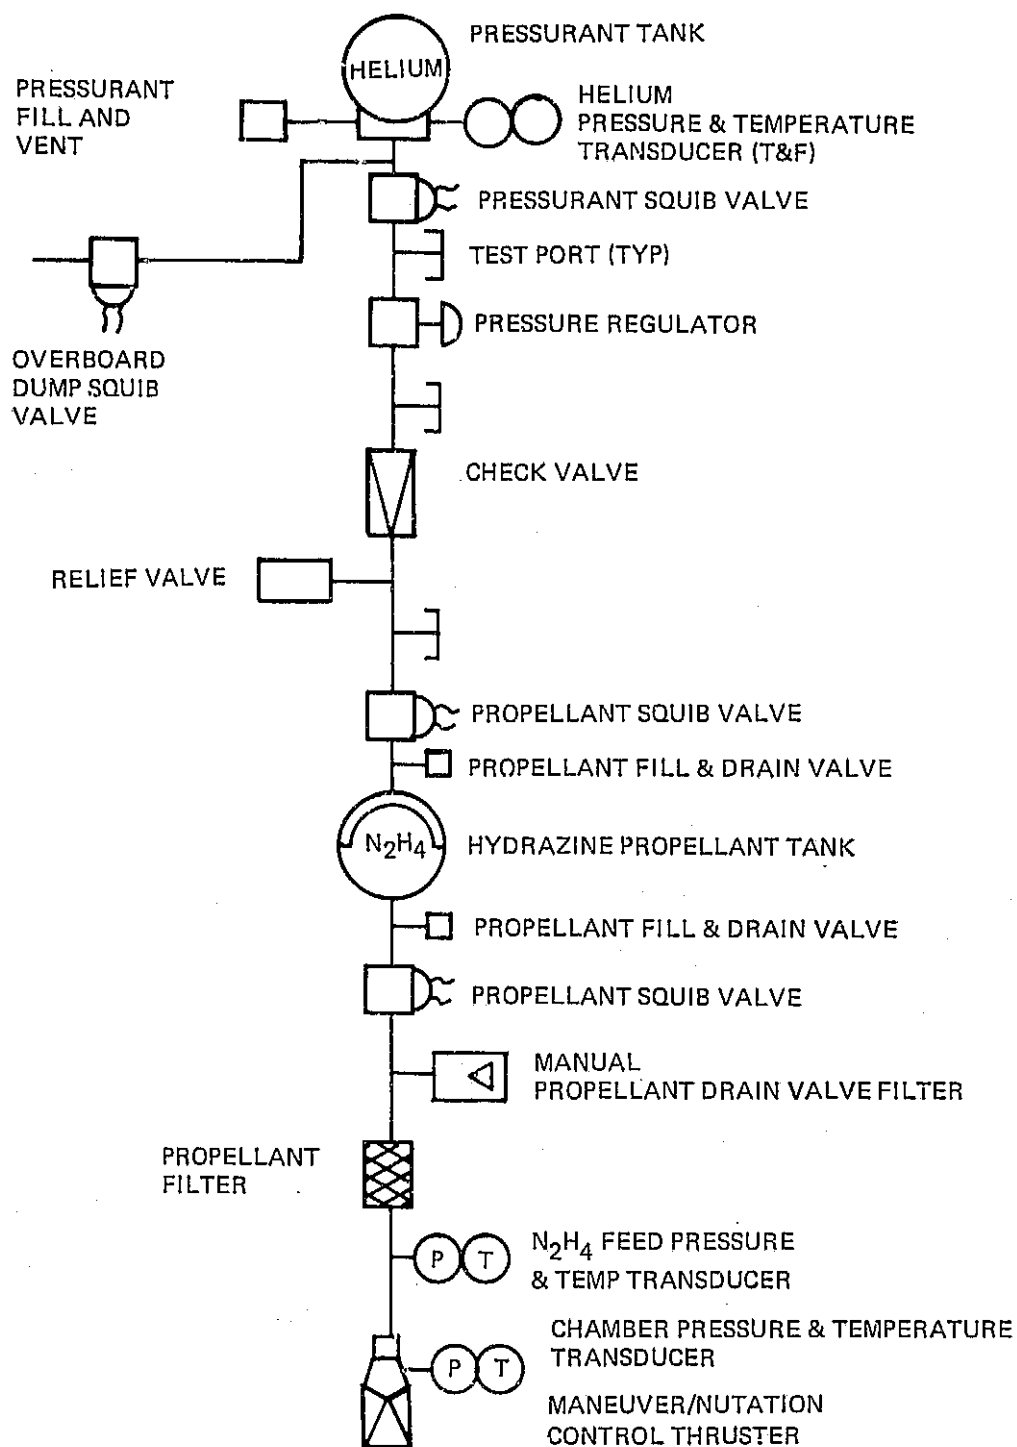 PRESSURANT TANK
HELIUM
PRESSURANT
FILL AND
VENT
HELIUM
PRESSURE & TEMPERATURE
TRANSDUCER (T&F)
PRESSURANT SQUIB VALVE
TEST PORT (TYP)
PRESSURE REGULATOR
OVERBOARD
DUMP SQUIB
VALVE
CHECK VALVE
RELIEF VALVE
PROPELLANT SQUIB VALVE
PROPELLANT FILL & DRAIN VALVE
N₂H₄
HYDRAZINE PROPELLANT TANK
PROPELLANT FILL & DRAIN VALVE
PROPELLANT SQUIB VALVE
MANUAL
PROPELLANT DRAIN VALVE FILTER
PROPELLANT
FILTER
P T
N₂H₄ FEED PRESSURE
& TEMP TRANSDUCER
P T
CHAMBER PRESSURE & TEMPERATURE
TRANSDUCER
MANEUVER/NUTATION
CONTROL THRUSTER